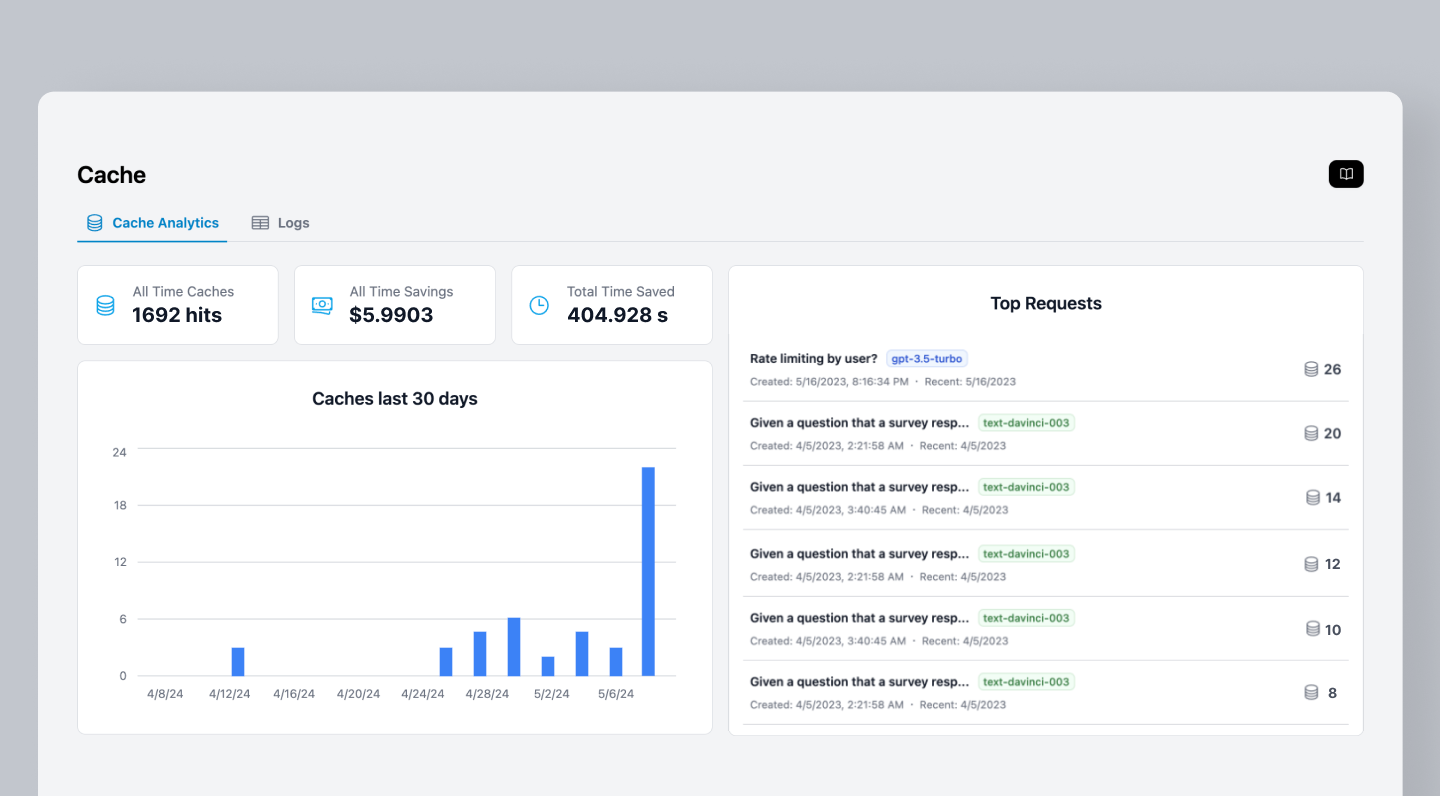 Cache
Cache Analytics
Logs
All Time Caches
1692 hits
All Time Savings
$5.9903
Total Time Saved
404.928 s
Caches last 30 days
24
18
12
6
0
4/8/24 4/12/24 4/16/24 4/20/24 4/24/24 4/28/24 5/2/24 5/6/24
Top Requests
Rate limiting by user? gpt-3.5-turbo
Created: 5/16/2023, 8:16:34 PM · Recent: 5/16/2023
26
Given a question that a survey resp... text-davinci-003
Created: 4/5/2023, 2:21:58 AM · Recent: 4/5/2023
20
Given a question that a survey resp... text-davinci-003
Created: 4/5/2023, 3:40:45 AM · Recent: 4/5/2023
14
Given a question that a survey resp... text-davinci-003
Created: 4/5/2023, 2:21:58 AM · Recent: 4/5/2023
12
Given a question that a survey resp... text-davinci-003
Created: 4/5/2023, 3:40:45 AM · Recent: 4/5/2023
10
Given a question that a survey resp... text-davinci-003
Created: 4/5/2023, 2:21:58 AM · Recent: 4/5/2023
8